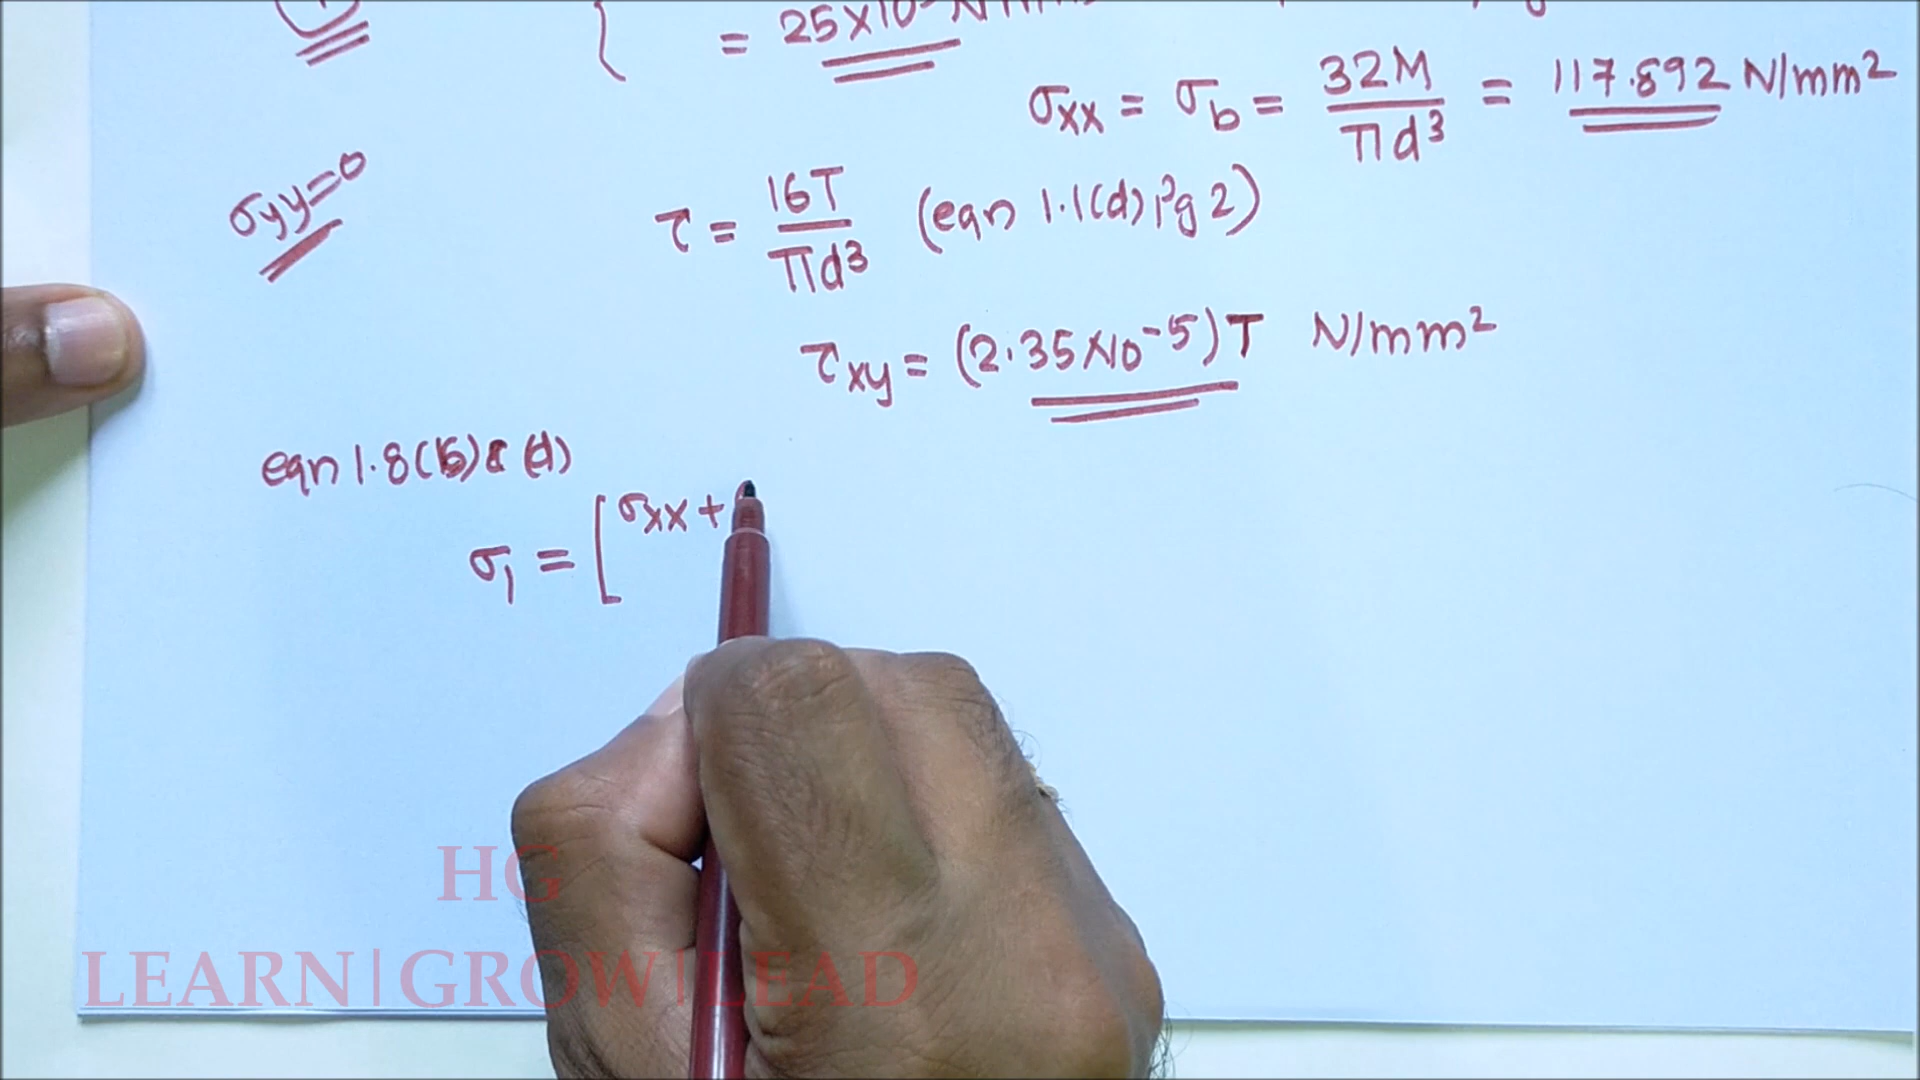 = 25×10
σxx = σb = 32M / πd³ = 117.892 N/mm²
σyy=0
τ = 16T / πd³ (eqn 1.1(d) Pg 2)
τxy = (2.35×10⁻⁵)T N/mm²
eqn 1.8(b)& (d)
σ₁ = [σxx +
HG
LEARN|GROW|LEAD